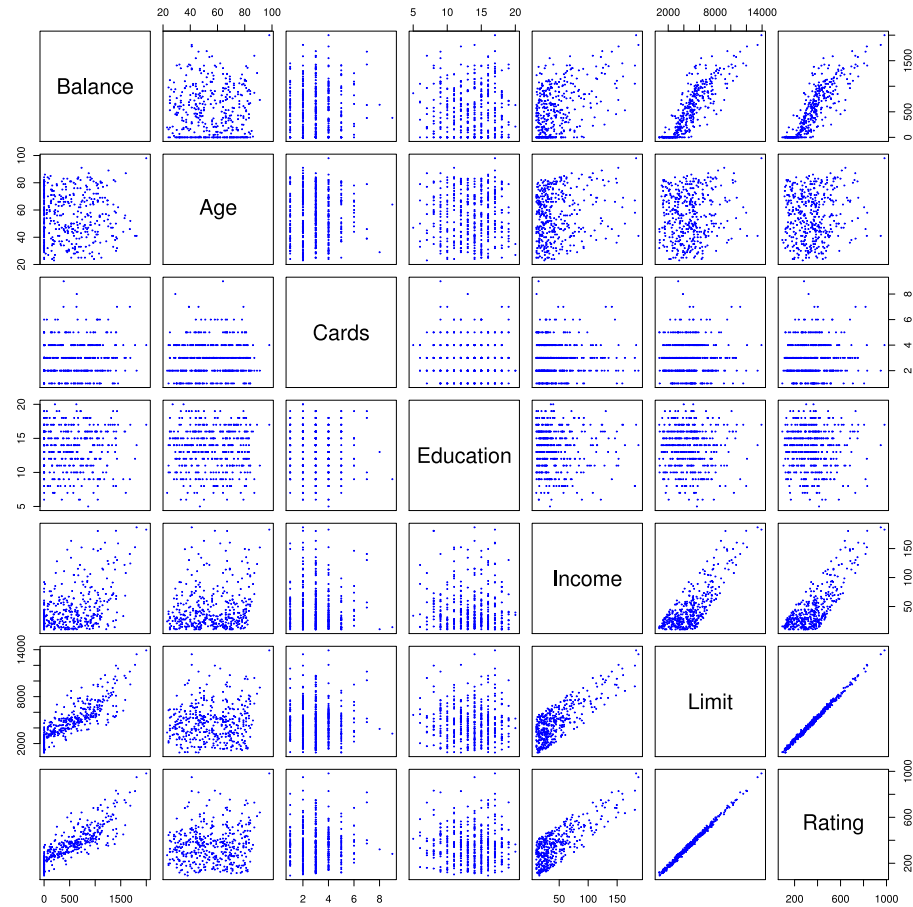 20 40 60 80 100 5 10 15 20 2000 8000 14000
Balance
0 500 1500
20 40 60 80 100
Age
Cards
2 4 6 8
5 10 15 20
Education
Income
50 100 150
2000 8000 14000
Limit
Rating
200 600 1000
0 500 1500 2 4 6 8 50 100 150 200 600 1000